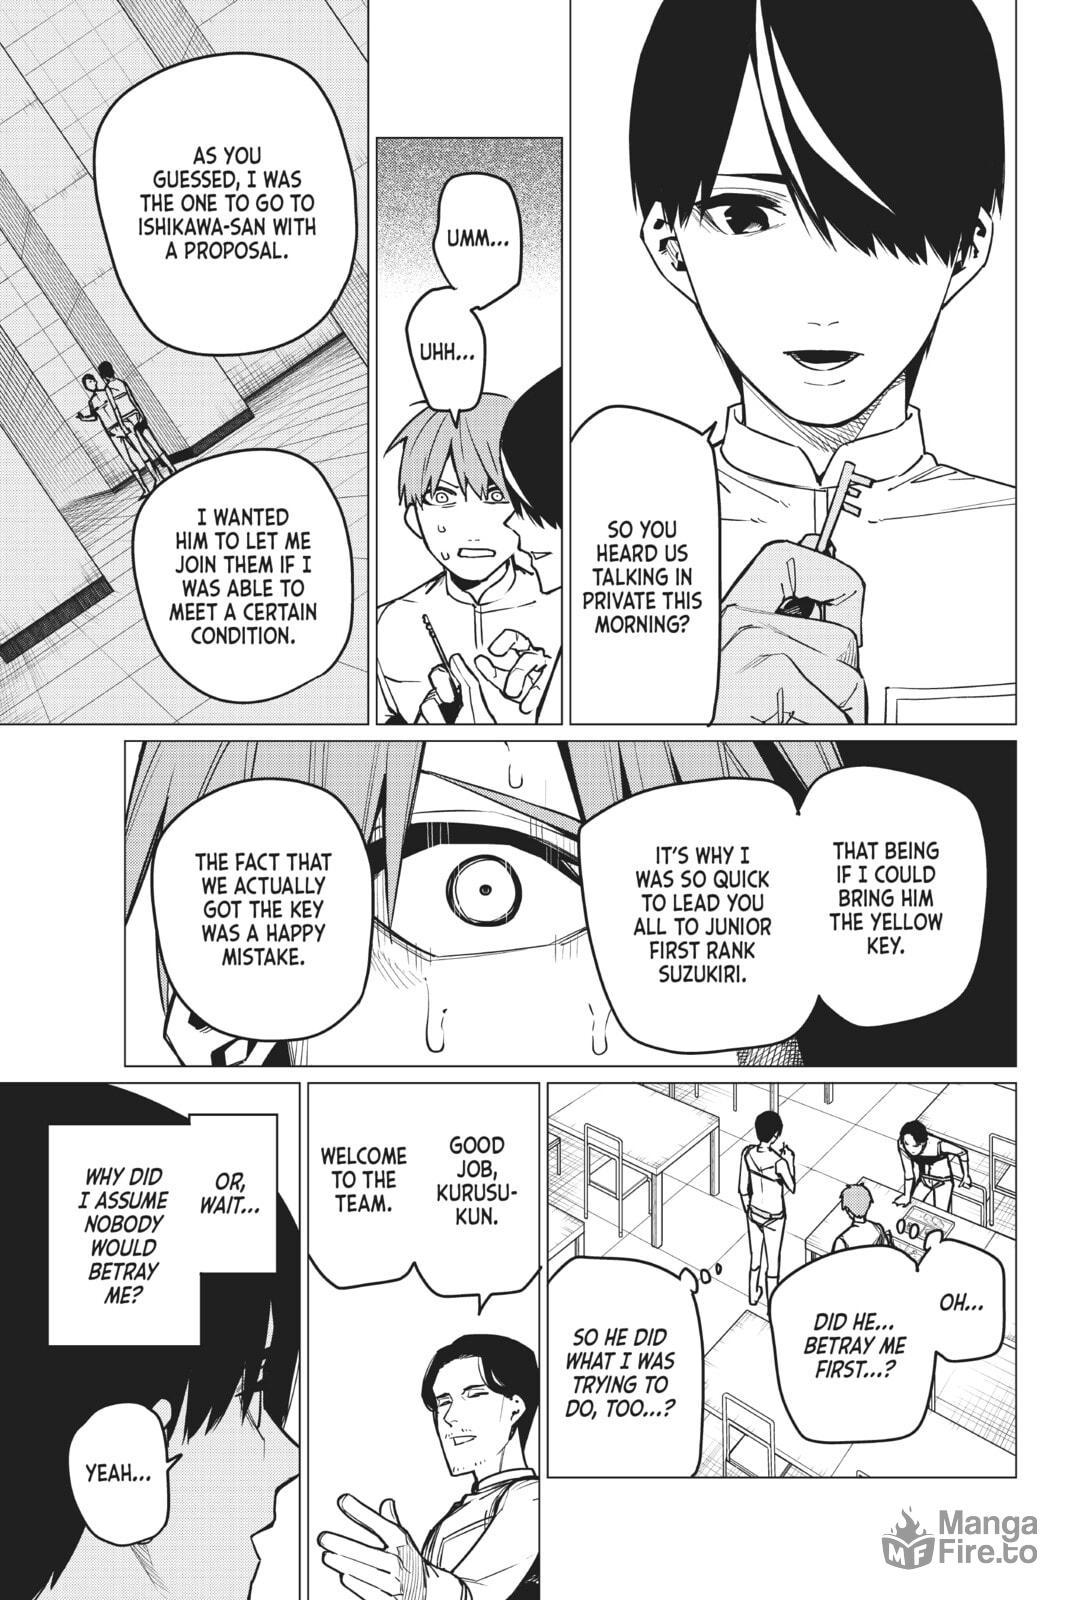 SO YOU
HEARD US
TALKING IN
PRIVATE THIS
MORNING?
UMM...
UHH...
AS YOU
GUESSED, I WAS
THE ONE TO GO TO
ISHIKAWA-SAN WITH
A PROPOSAL.
I WANTED
HIM TO LET ME
JOIN THEM IF I
WAS ABLE TO
MEET A CERTAIN
CONDITION.
THAT BEING
IF I COULD
BRING HIM
THE YELLOW
KEY.
IT'S WHY I
WAS SO QUICK
TO LEAD YOU
ALL TO JUNIOR
FIRST RANK
SUZUKIRI.
THE FACT THAT
WE ACTUALLY
GOT THE KEY
WAS A HAPPY
MISTAKE.
OH...
DID HE...
BETRAY ME
FIRST...?
SO HE DID
WHAT I WAS
TRYING TO
DO, TOO...?
GOOD
JOB,
KURUSU-
KUN.
WELCOME
TO THE
TEAM.
OR,
WAIT...
WHY DID
I ASSUME
NOBODY
WOULD
BETRAY
ME?
YEAH...
Manga
Fire.to
MF